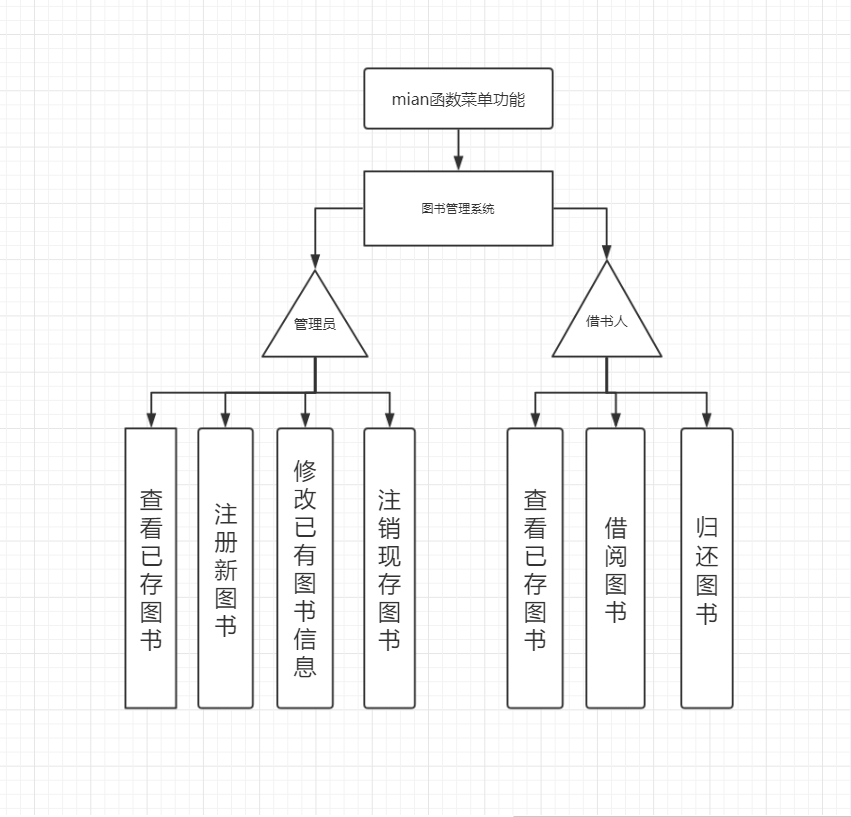 mian函数菜单功能
图书管理系统
管理员
借书人
查看已存图书
注册新图书
修改已有图书信息
注销现存图书
查看已存图书
借阅图书
归还图书